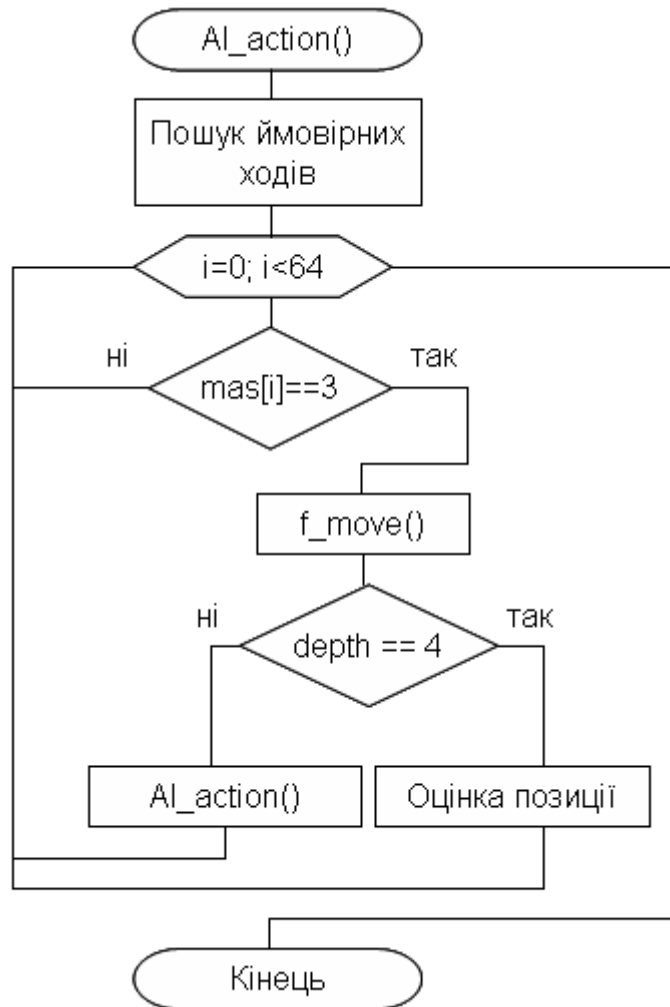 AI_action()
Пошук ймовірних
ходів
i=0; i<64
ні
так
mas[i]==3
f_move()
ні
так
depth == 4
AI_action()
Оцінка позиції
Кінець